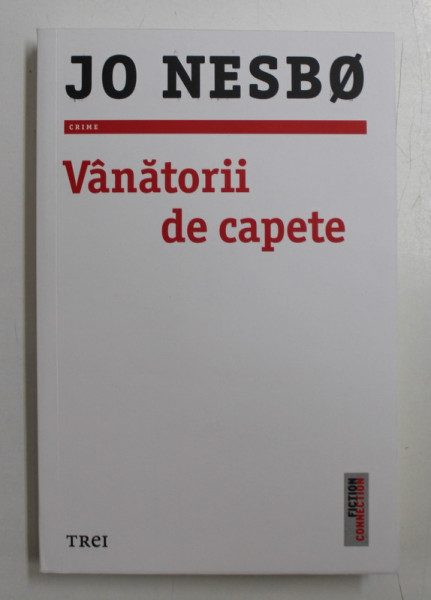 JO NESBØ
CRIME
Vânătorii
de capete
FICTION
CONNECTION
TREI